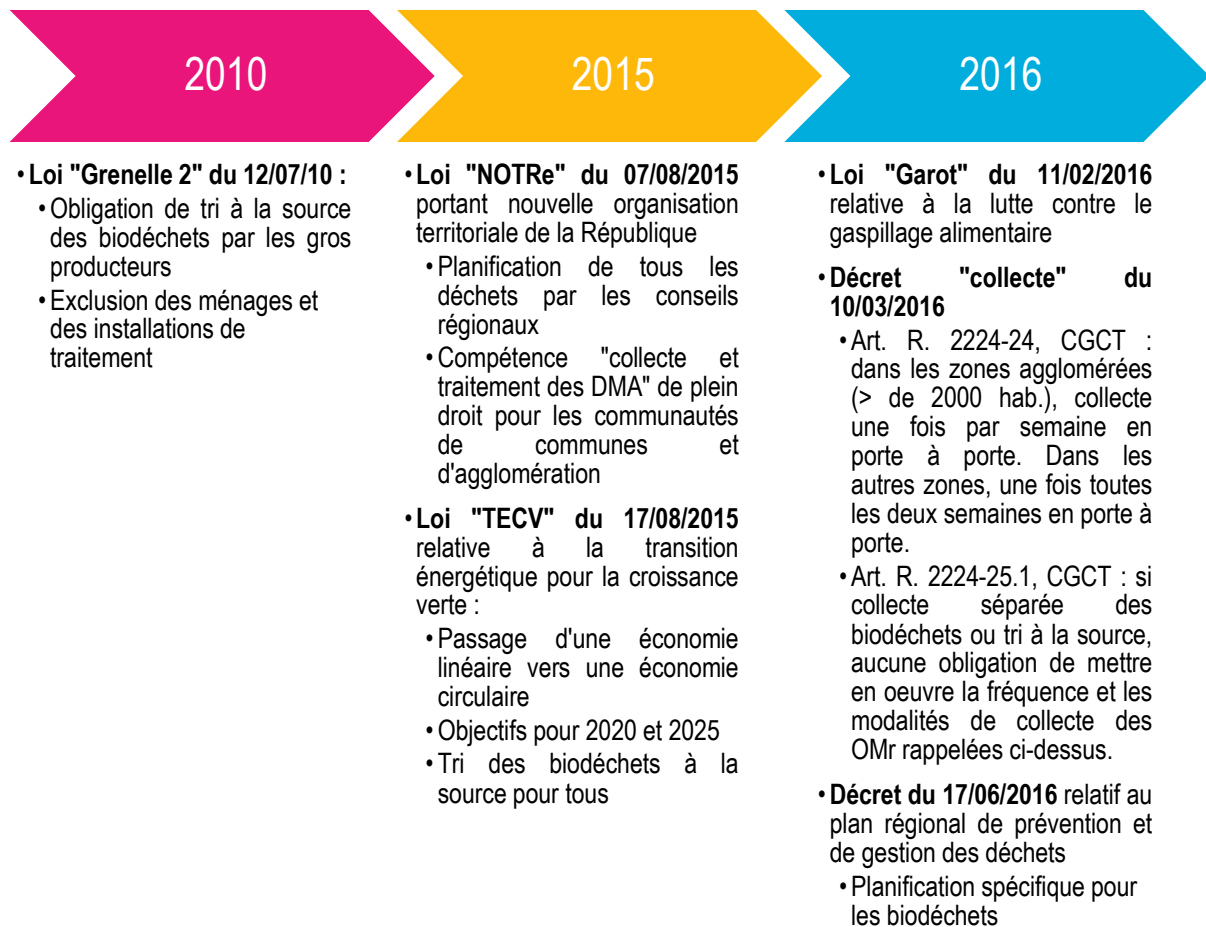 2010
• Loi "Grenelle 2" du 12/07/10 :
• Obligation de tri à la source
des biodéchets par les gros
producteurs
• Exclusion des ménages et
des installations de
traitement
2015
• Loi "NOTRe" du 07/08/2015
portant nouvelle organisation
territoriale de la République
• Planification de tous les
déchets par les conseils
régionaux
• Compétence "collecte et
traitement des DMA" de plein
droit pour les communautés
de communes et
d'agglomération
• Loi "TECV" du 17/08/2015
relative à la transition
énergétique pour la croissance
verte :
• Passage d'une économie
linéaire vers une économie
circulaire
• Objectifs pour 2020 et 2025
• Tri des biodéchets à la
source pour tous
2016
• Loi "Garot" du 11/02/2016
relative à la lutte contre le
gaspillage alimentaire
• Décret "collecte" du
10/03/2016
• Art. R. 2224-24, CGCT :
dans les zones agglomérées
(> de 2000 hab.), collecte
une fois par semaine en
porte à porte. Dans les
autres zones, une fois toutes
les deux semaines en porte à
porte.
• Art. R. 2224-25.1, CGCT : si
collecte séparée des
biodéchets ou tri à la source,
aucune obligation de mettre
en oeuvre la fréquence et les
modalités de collecte des
OMr rappelées ci-dessus.
• Décret du 17/06/2016 relatif au
plan régional de prévention et
de gestion des déchets
• Planification spécifique pour
les biodéchets